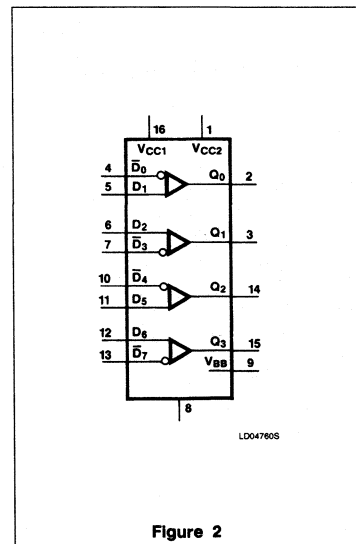 16 1
VCC1 VCC2
4 D̅0 Q0 2
5 D1
6 D2 Q1 3
7 D̅3
10 D̅4 Q2 14
11 D5
12 D6 Q3 15
13 D̅7 VBB 9
8
LD04760S
Figure 2